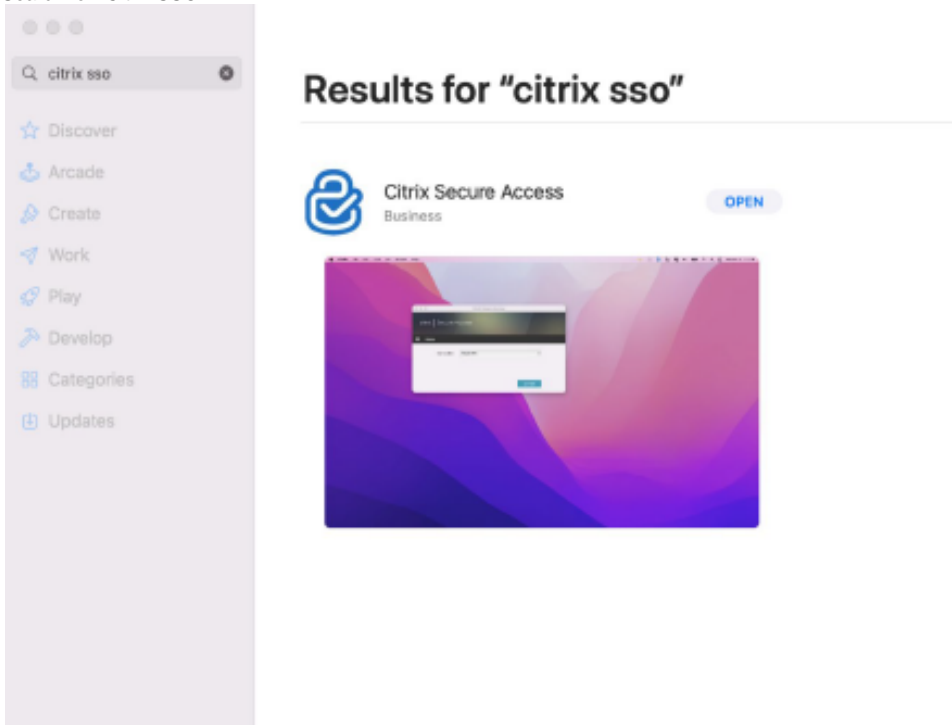 citrix sso
Discover
Arcade
Create
Work
Play
Develop
Categories
Updates
Results for “citrix sso”
Citrix Secure Access
Business
OPEN